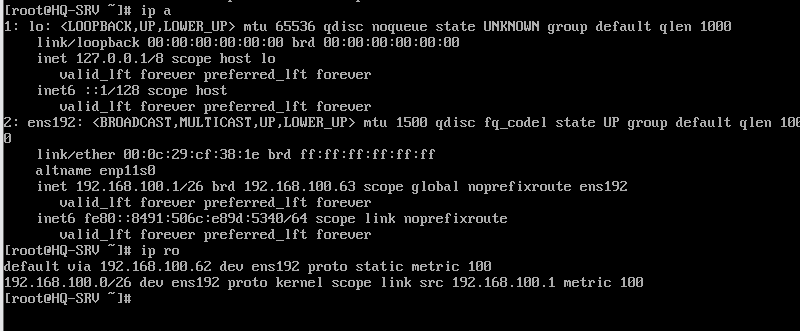 [root@HQ-SRV ~]# ip a
1: lo: <LOOPBACK,UP,LOWER_UP> mtu 65536 qdisc noqueue state UNKNOWN group default qlen 1000
    link/loopback 00:00:00:00:00:00 brd 00:00:00:00:00:00
    inet 127.0.0.1/8 scope host lo
       valid_lft forever preferred_lft forever
    inet6 ::1/128 scope host
       valid_lft forever preferred_lft forever
2: ens192: <BROADCAST,MULTICAST,UP,LOWER_UP> mtu 1500 qdisc fq_codel state UP group default qlen 100
0
    link/ether 00:0c:29:cf:38:1e brd ff:ff:ff:ff:ff:ff
    altname enp11s0
    inet 192.168.100.1/26 brd 192.168.100.63 scope global noprefixroute ens192
       valid_lft forever preferred_lft forever
    inet6 fe80::8491:506c:e89d:5340/64 scope link noprefixroute
       valid_lft forever preferred_lft forever
[root@HQ-SRV ~]# ip ro
default via 192.168.100.62 dev ens192 proto static metric 100
192.168.100.0/26 dev ens192 proto kernel scope link src 192.168.100.1 metric 100
[root@HQ-SRV ~]#